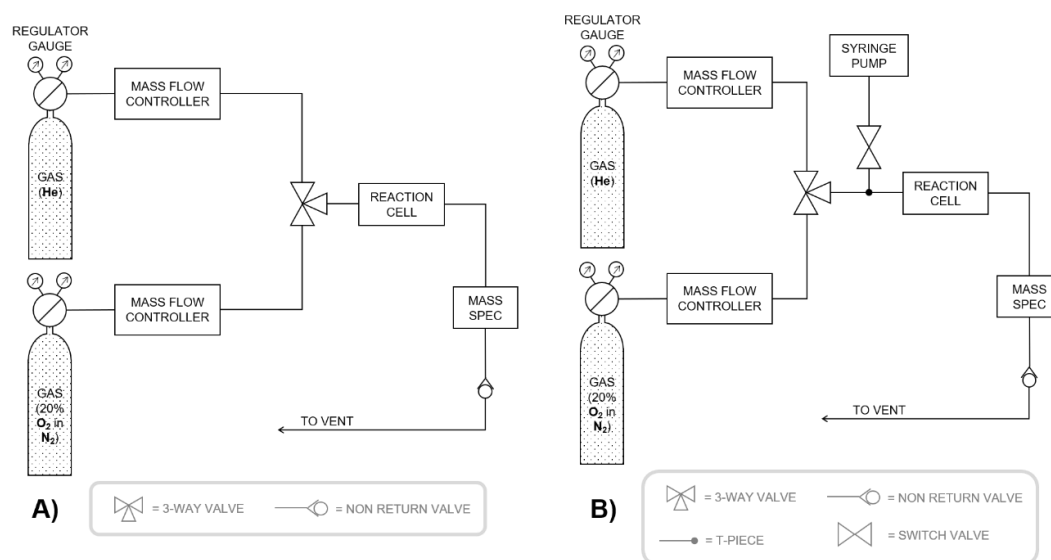 REGULATOR
GAUGE
MASS FLOW
CONTROLLER
GAS
(He)
REACTION
CELL
MASS FLOW
CONTROLLER
MASS
SPEC
GAS
(20%
O₂ in
N₂)
TO VENT
A)
= 3-WAY VALVE
= NON RETURN VALVE
REGULATOR
GAUGE
MASS FLOW
CONTROLLER
SYRINGE
PUMP
GAS
(He)
REACTION
CELL
MASS FLOW
CONTROLLER
MASS
SPEC
GAS
(20%
O₂ in
N₂)
TO VENT
B)
= 3-WAY VALVE
= NON RETURN VALVE
= T-PIECE
= SWITCH VALVE